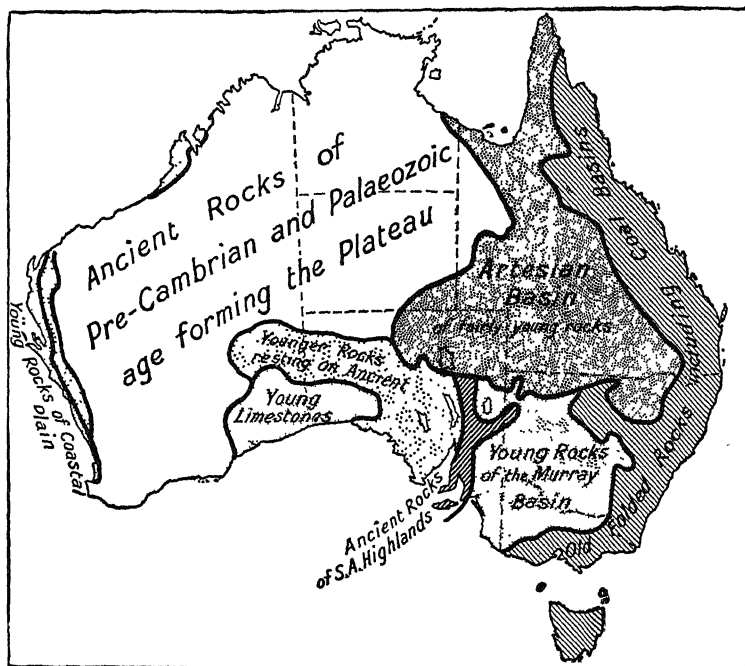 Ancient Rocks of
Pre-Cambrian and Palaeozoic
age forming the Plateau
Young Rocks of Coastal
plain
Younger Rocks
resting on Ancient
Young
Limestones
Artesian
Basin
of fairly young rocks
Old Folded Rocks including Coal Basins
Young Rocks
of the Murray
Basin
Ancient Rocks
of S.A. Highlands